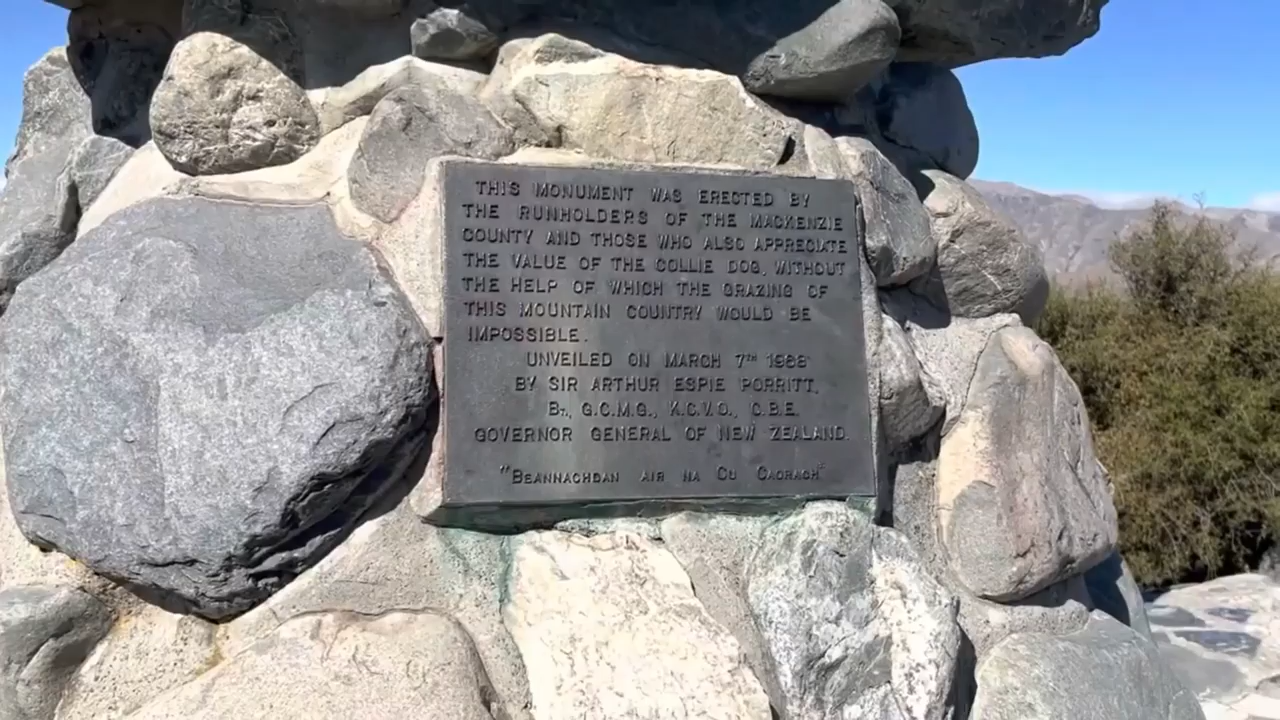 THIS MONUMENT WAS ERECTED BY
THE RUNHOLDERS OF THE MACKENZIE
COUNTY AND THOSE WHO ALSO APPRECIATE
THE VALUE OF THE COLLIE DOG, WITHOUT
THE HELP OF WHICH THE GRAZING OF
THIS MOUNTAIN COUNTRY WOULD BE
IMPOSSIBLE.
UNVEILED ON MARCH 7TH 1968
BY SIR ARTHUR ESPIE PORRITT,
BT., G.C.M.G., K.C.V.O., C.B.E.
GOVERNOR GENERAL OF NEW ZEALAND.
"BEANNACHDAN AIR NA CU CAORACH"